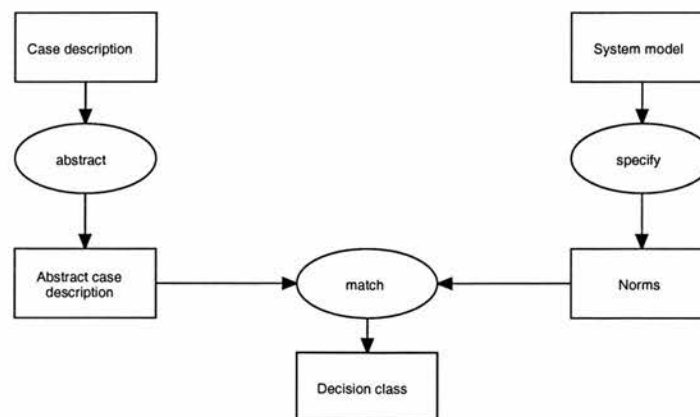 Case description
System model
abstract
specify
Abstract case
description
match
Norms
Decision class